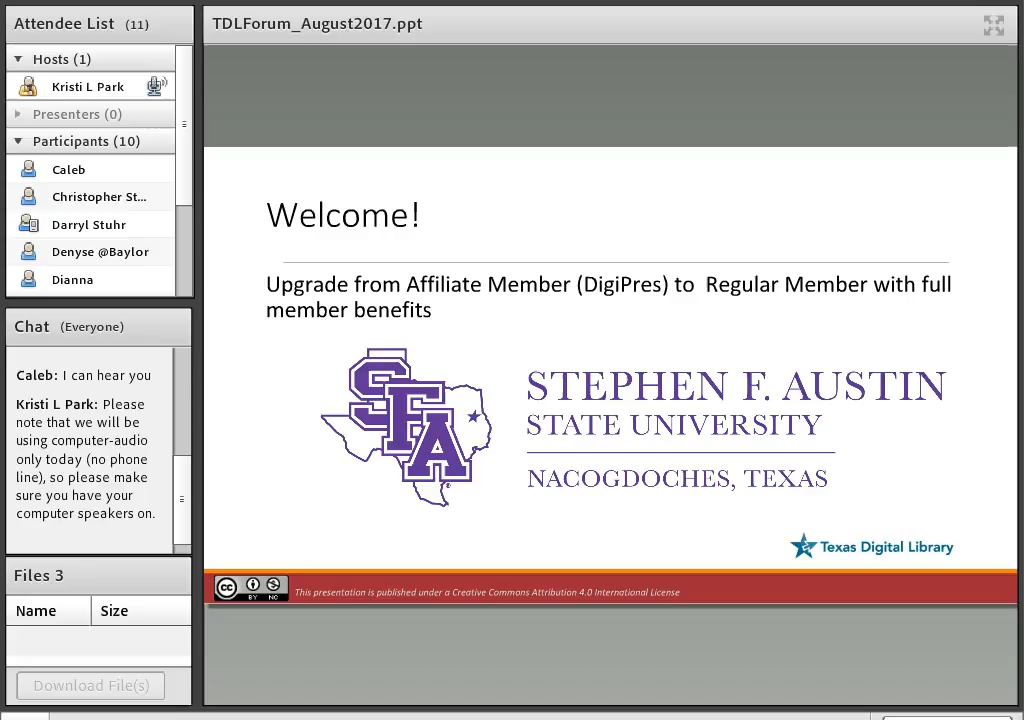 Attendee List (11)
Hosts (1)
Kristi L Park
Presenters (0)
Participants (10)
Caleb
Christopher St...
Darryl Stuhr
Denyse @Baylor
Dianna
Chat (Everyone)
Caleb: I can hear you
Kristi L Park: Please
note that we will be
using computer-audio
only today (no phone
line), so please make
sure you have your
computer speakers on.
Files 3
Name Size
Download File(s)
TDLForum_August2017.ppt
Welcome!
Upgrade from Affiliate Member (DigiPres) to Regular Member with full
member benefits
SFA
STEPHEN F. AUSTIN
STATE UNIVERSITY
NACOGDOCHES, TEXAS
Texas Digital Library
cc BY NC
This presentation is published under a Creative Commons Attribution 4.0 International License